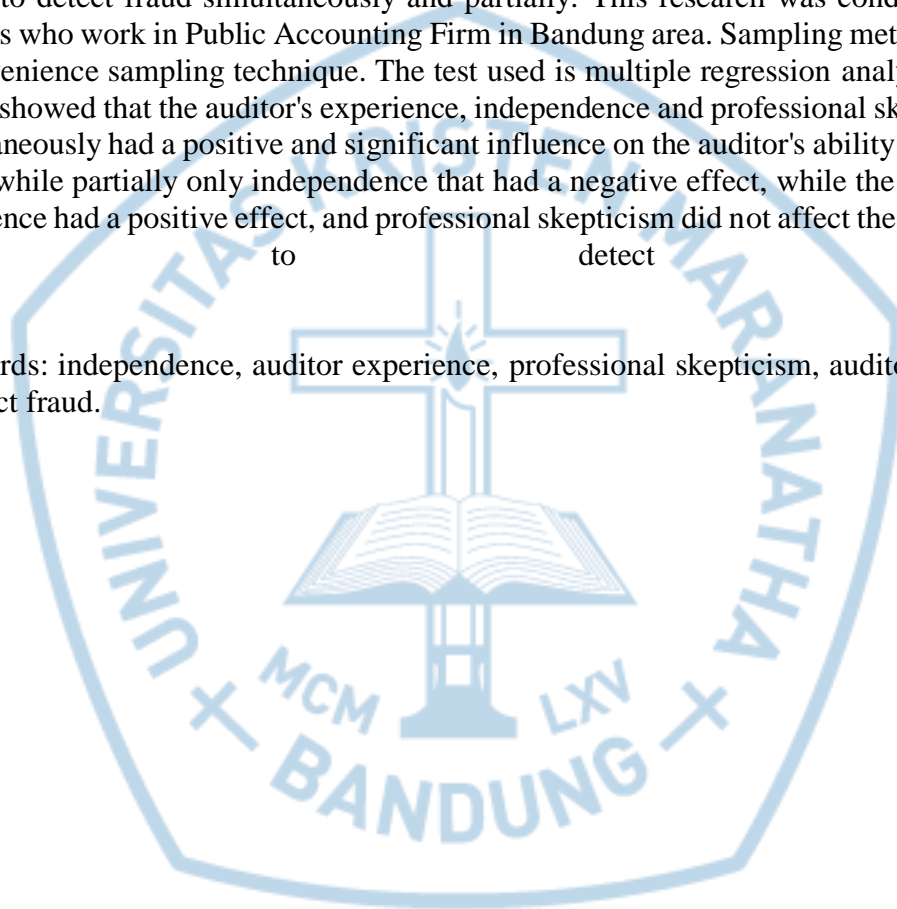 to detect fraud simultaneously and partially. This research was cond
s who work in Public Accounting Firm in Bandung area. Sampling met
enience sampling technique. The test used is multiple regression anal
showed that the auditor's experience, independence and professional sk
aneously had a positive and significant influence on the auditor's ability
while partially only independence that had a negative effect, while the
ence had a positive effect, and professional skepticism did not affect the
to detect
rds: independence, auditor experience, professional skepticism, audito
ct fraud.
UNIVERSITAS KRISTEN MARANATHA
MCM LXV
BANDUNG